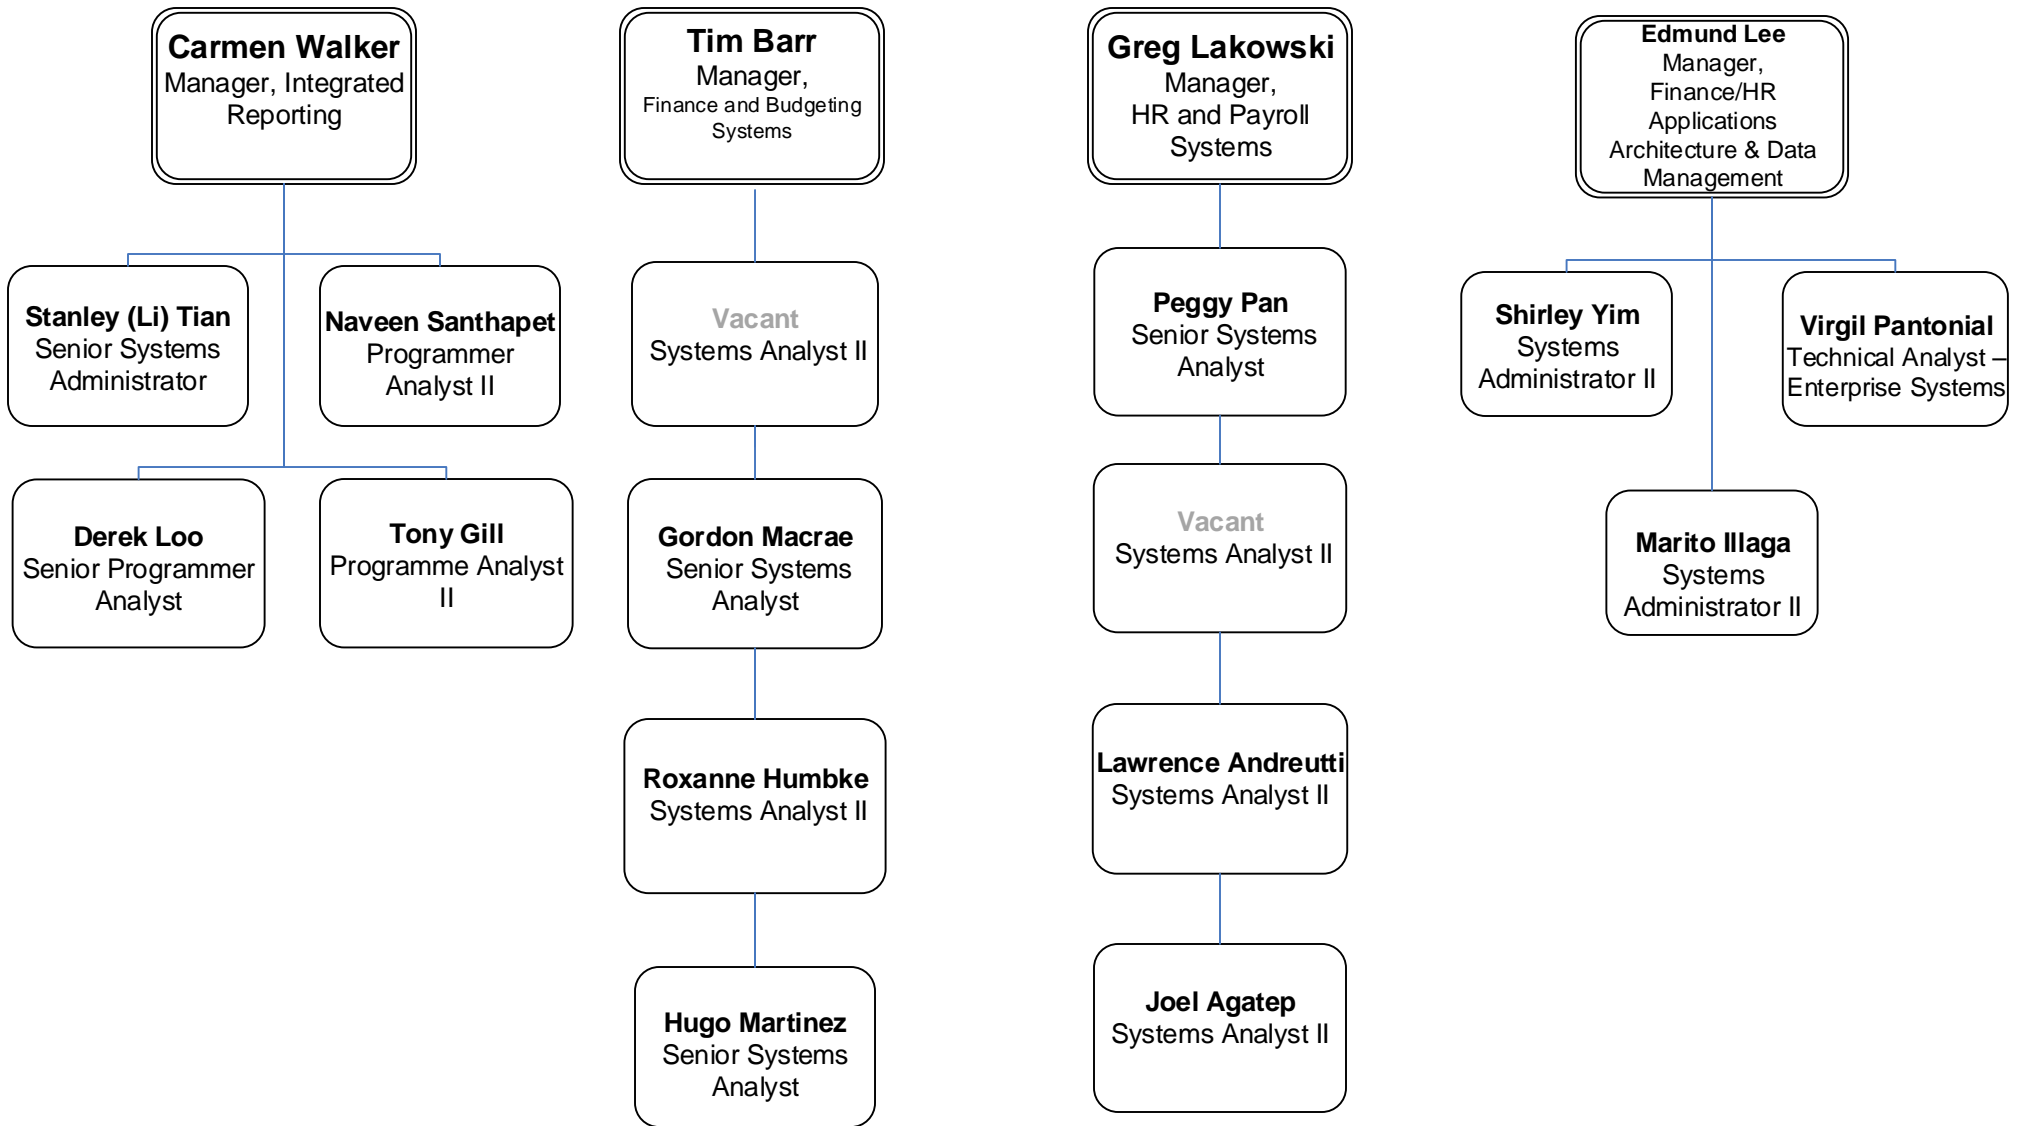 Carmen Walker
Manager, Integrated
Reporting
Tim Barr
Manager,
Finance and Budgeting
Systems
Greg Lakowski
Manager,
HR and Payroll
Systems
Edmund Lee
Manager,
Finance/HR
Applications
Architecture & Data
Management
Stanley (Li) Tian
Senior Systems
Administrator
Naveen Santhapet
Programmer
Analyst II
Derek Loo
Senior Programmer
Analyst
Tony Gill
Programme Analyst
II
Vacant
Systems Analyst II
Gordon Macrae
Senior Systems
Analyst
Roxanne Humbke
Systems Analyst II
Hugo Martinez
Senior Systems
Analyst
Peggy Pan
Senior Systems
Analyst
Vacant
Systems Analyst II
Lawrence Andreutti
Systems Analyst II
Joel Agatep
Systems Analyst II
Shirley Yim
Systems
Administrator II
Virgil Pantonial
Technical Analyst –
Enterprise Systems
Marito Illaga
Systems
Administrator II